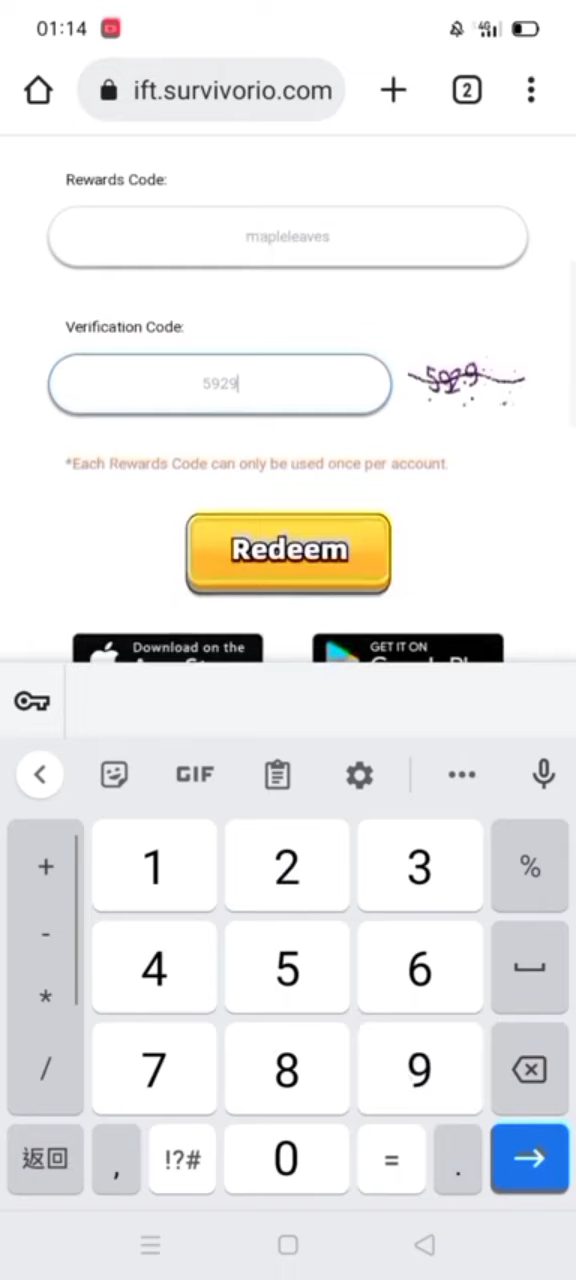 01:14
4G
ift.survivorio.com
2
Rewards Code:
mapleleaves
Verification Code:
5929
5929
*Each Rewards Code can only be used once per account.
Redeem
Download on the
GET IT ON
GIF
+ 1 2 3 %
- 4 5 6
*
/ 7 8 9
返回 , !?# 0 = .